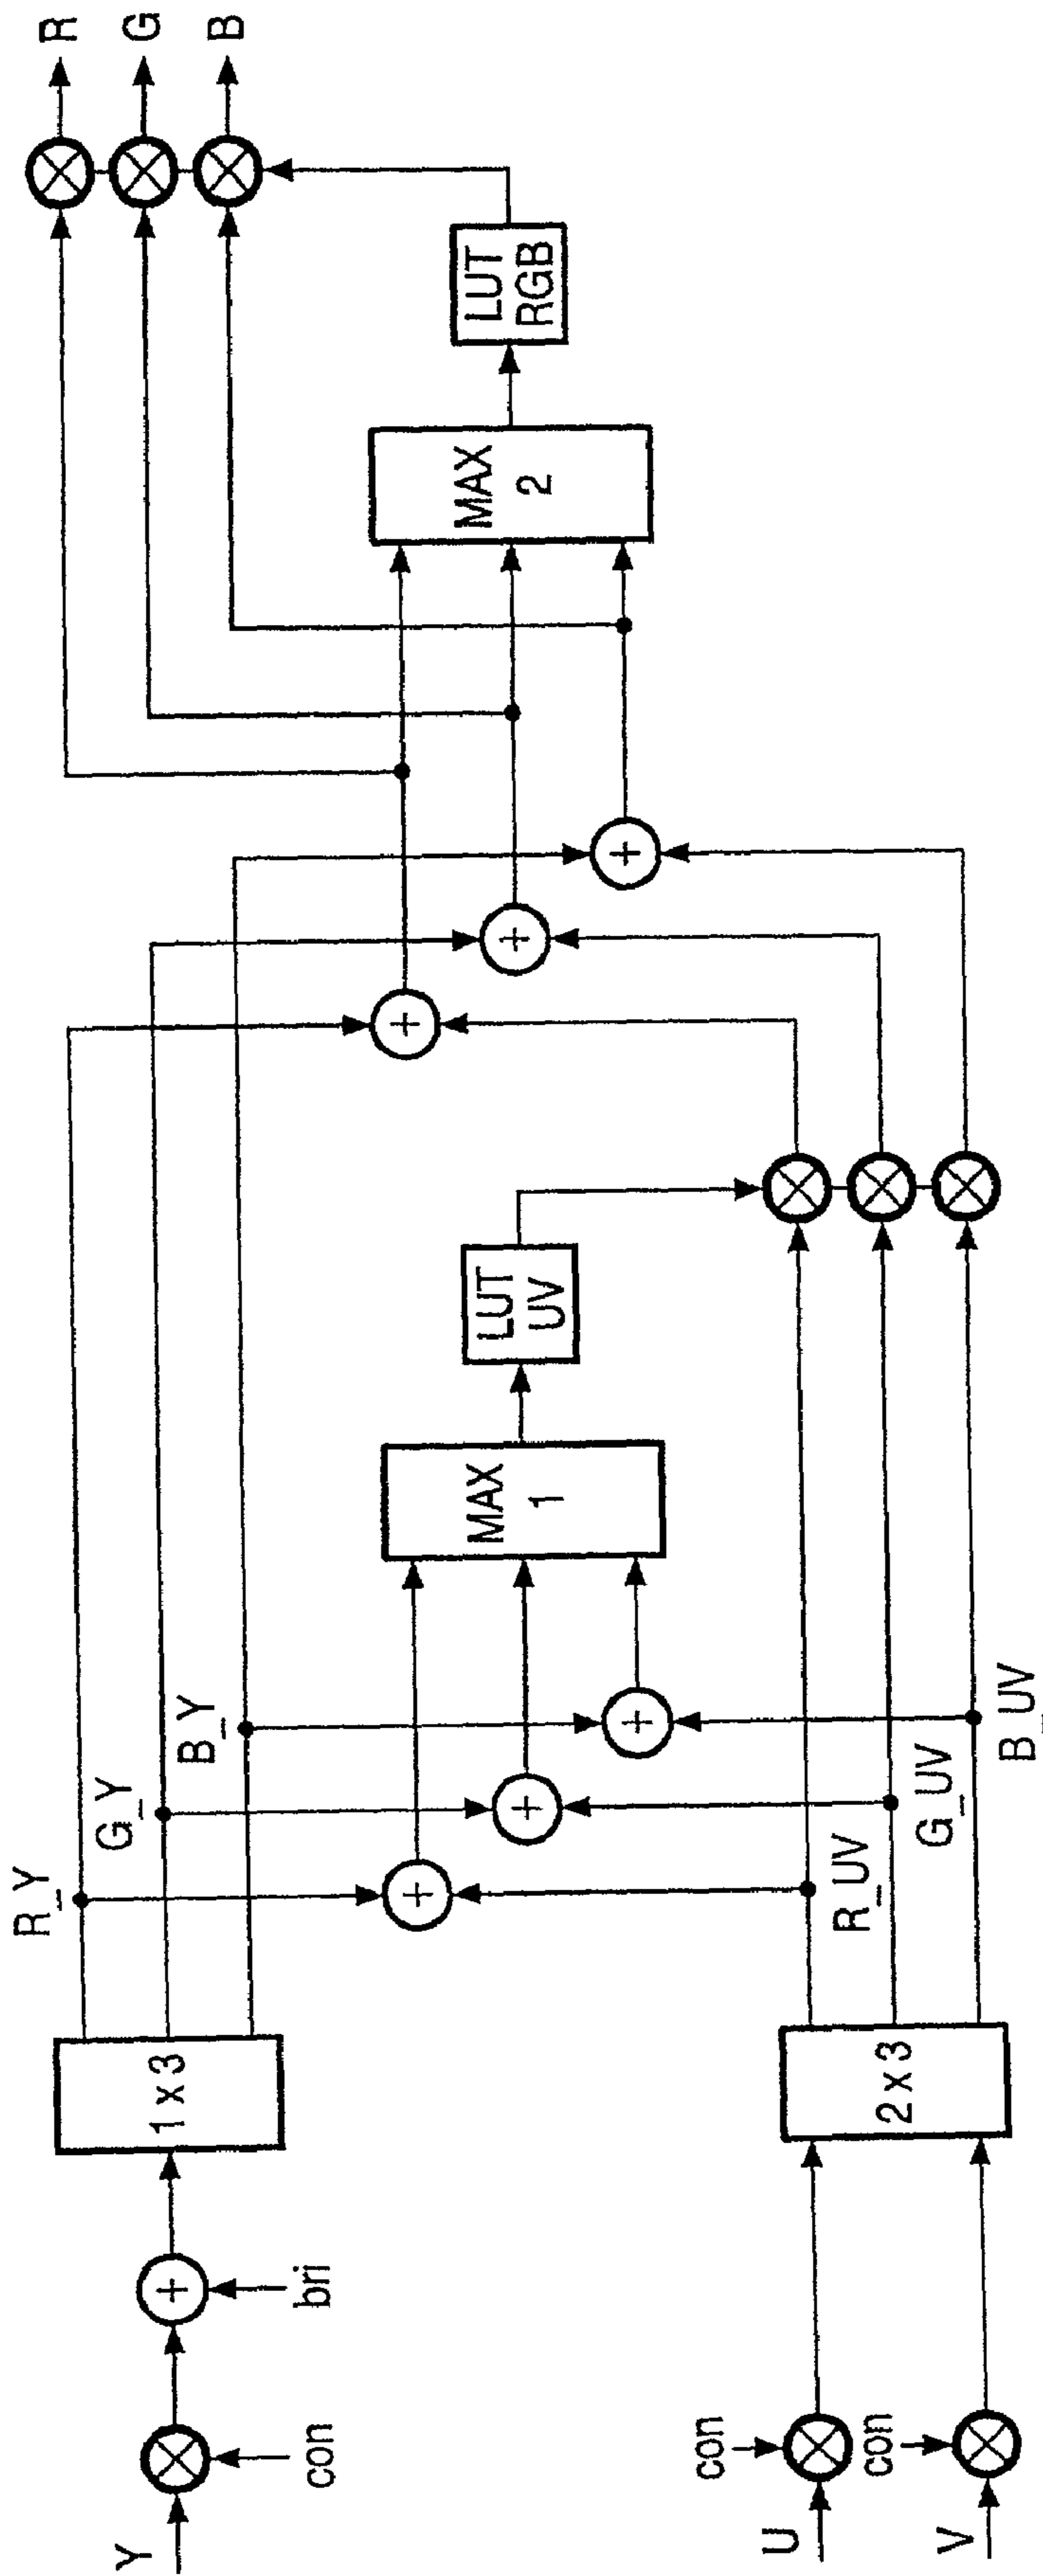 Y
con
+
bri
+
1 x 3
R_Y
G_Y
B_Y
U
con
V
con
2 x 3
R_UV
G_UV
B_UV
+
+
+
MAX
1
LUT
UV
+
+
+
MAX
2
LUT
RGB
R
G
B